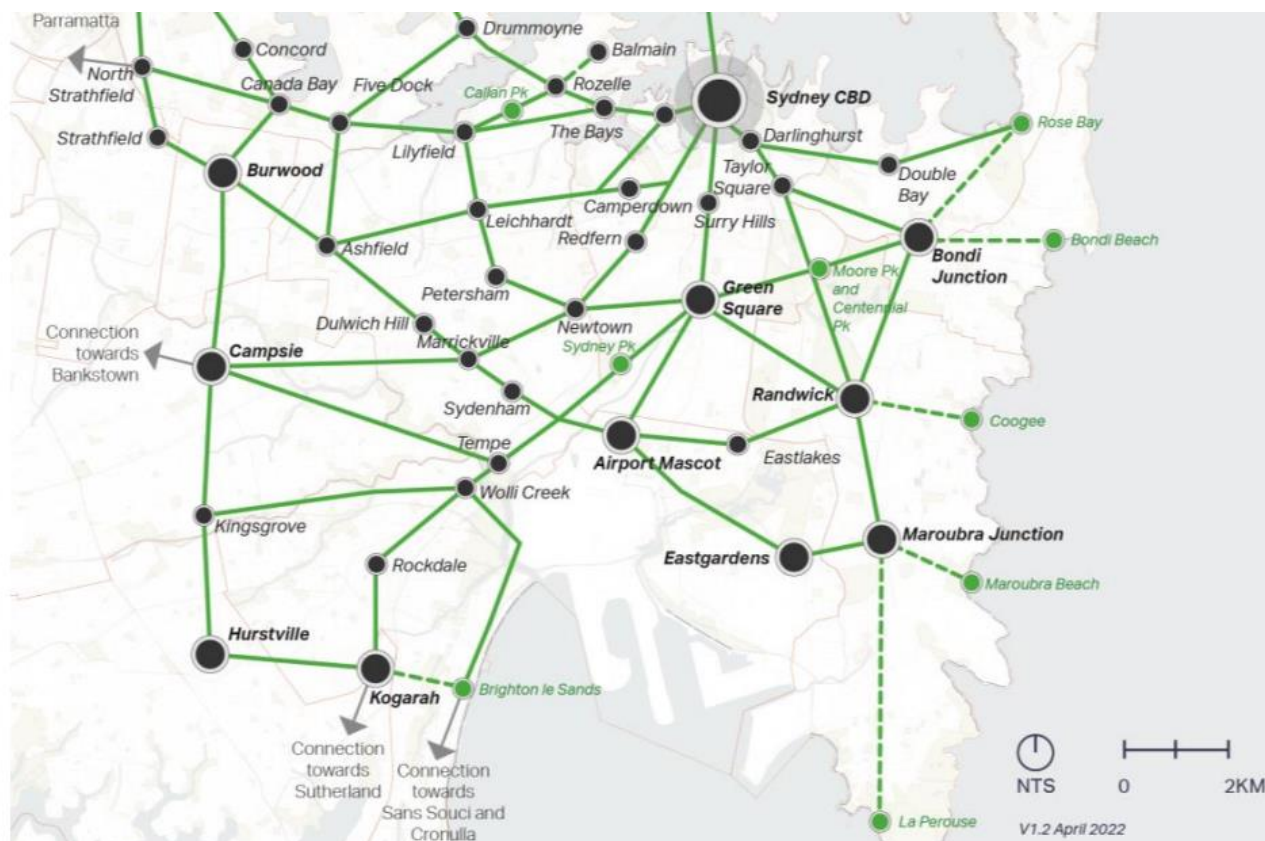 Parramatta
Drummoyne
Concord
Balmain
North
Strathfield
Canada Bay
Five Dock
Callan Pk
Rozelle
Sydney CBD
Strathfield
The Bays
Darlinghurst
Rose Bay
Burwood
Lilyfield
Taylor
Square
Double
Bay
Camperdown
Surry Hills
Leichhardt
Redfern
Ashfield
Bondi Beach
Bondi
Junction
Moore Pk
and
Centennial
Pk
Petersham
Green
Square
Dulwich Hill
Newtown
Connection
towards
Bankstown
Marrickville
Sydney Pk
Campsie
Randwick
Sydenham
Coogee
Tempe
Airport Mascot
Eastlakes
Wolli Creek
Kingsgrove
Maroubra Junction
Eastgardens
Rockdale
Maroubra Beach
Hurstville
Kogarah
Brighton le Sands
Connection
towards
Sutherland
Connection
towards
Sans Souci and
Cronulla
NTS
0
2KM
La Perouse
V1.2 April 2022